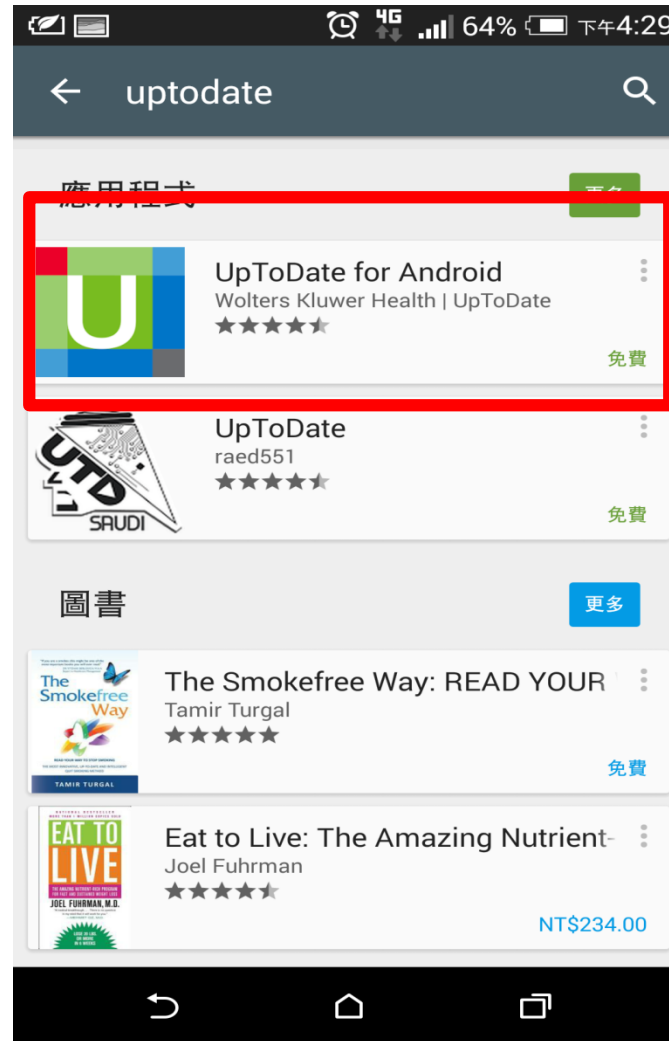 4G 64% 下午4:29
uptodate
應用程式
更多
U
UpToDate for Android
Wolters Kluwer Health | UpToDate
免費
UpToDate
raed551
UTD
V.1
SAUDI
免費
圖書
更多
The
Smokefree
Way
TAMIR TURGAL
The Smokefree Way: READ YOUR
Tamir Turgal
免費
EAT TO
LIVE
JOEL FUHRMAN, M.D.
Eat to Live: The Amazing Nutrient-
Joel Fuhrman
NT$234.00